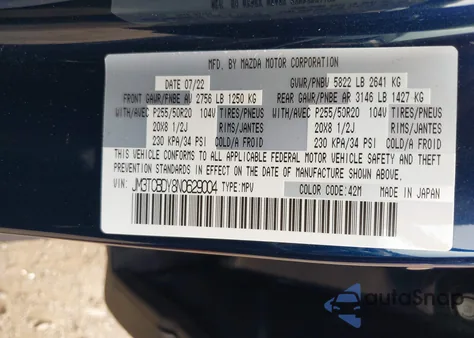 MFD. BY MAZDA MOTOR CORPORATION
DATE 07/22 GVWR/PNBV 5822 LB 2641 KG
FRONT GAWR/PNBE AV 2756 LB 1250 KG REAR GAWR/PNBE AR 3146 LB 1427 KG
WITH/AVEC P255/50R20 104V TIRES/PNEUS WITH/AVEC P255/50R20 104V TIRES/PNEUS
20X8 1/2J RIMS/JANTES 20X8 1/2J RIMS/JANTES
230 KPA/34 PSI COLD/A FROID 230 KPA/34 PSI COLD/A FROID
THIS VEHICLE CONFORMS TO ALL APPLICABLE FEDERAL MOTOR VEHICLE SAFETY AND THEFT PREVENTION STANDARDS IN EFFECT ON THE DATE OF MANUFACTURE SHOWN ABOVE.
VIN: JM3TCBDY8N0629004 TYPE: MPV COLOR CODE: 42M MADE IN JAPAN
autoSnap